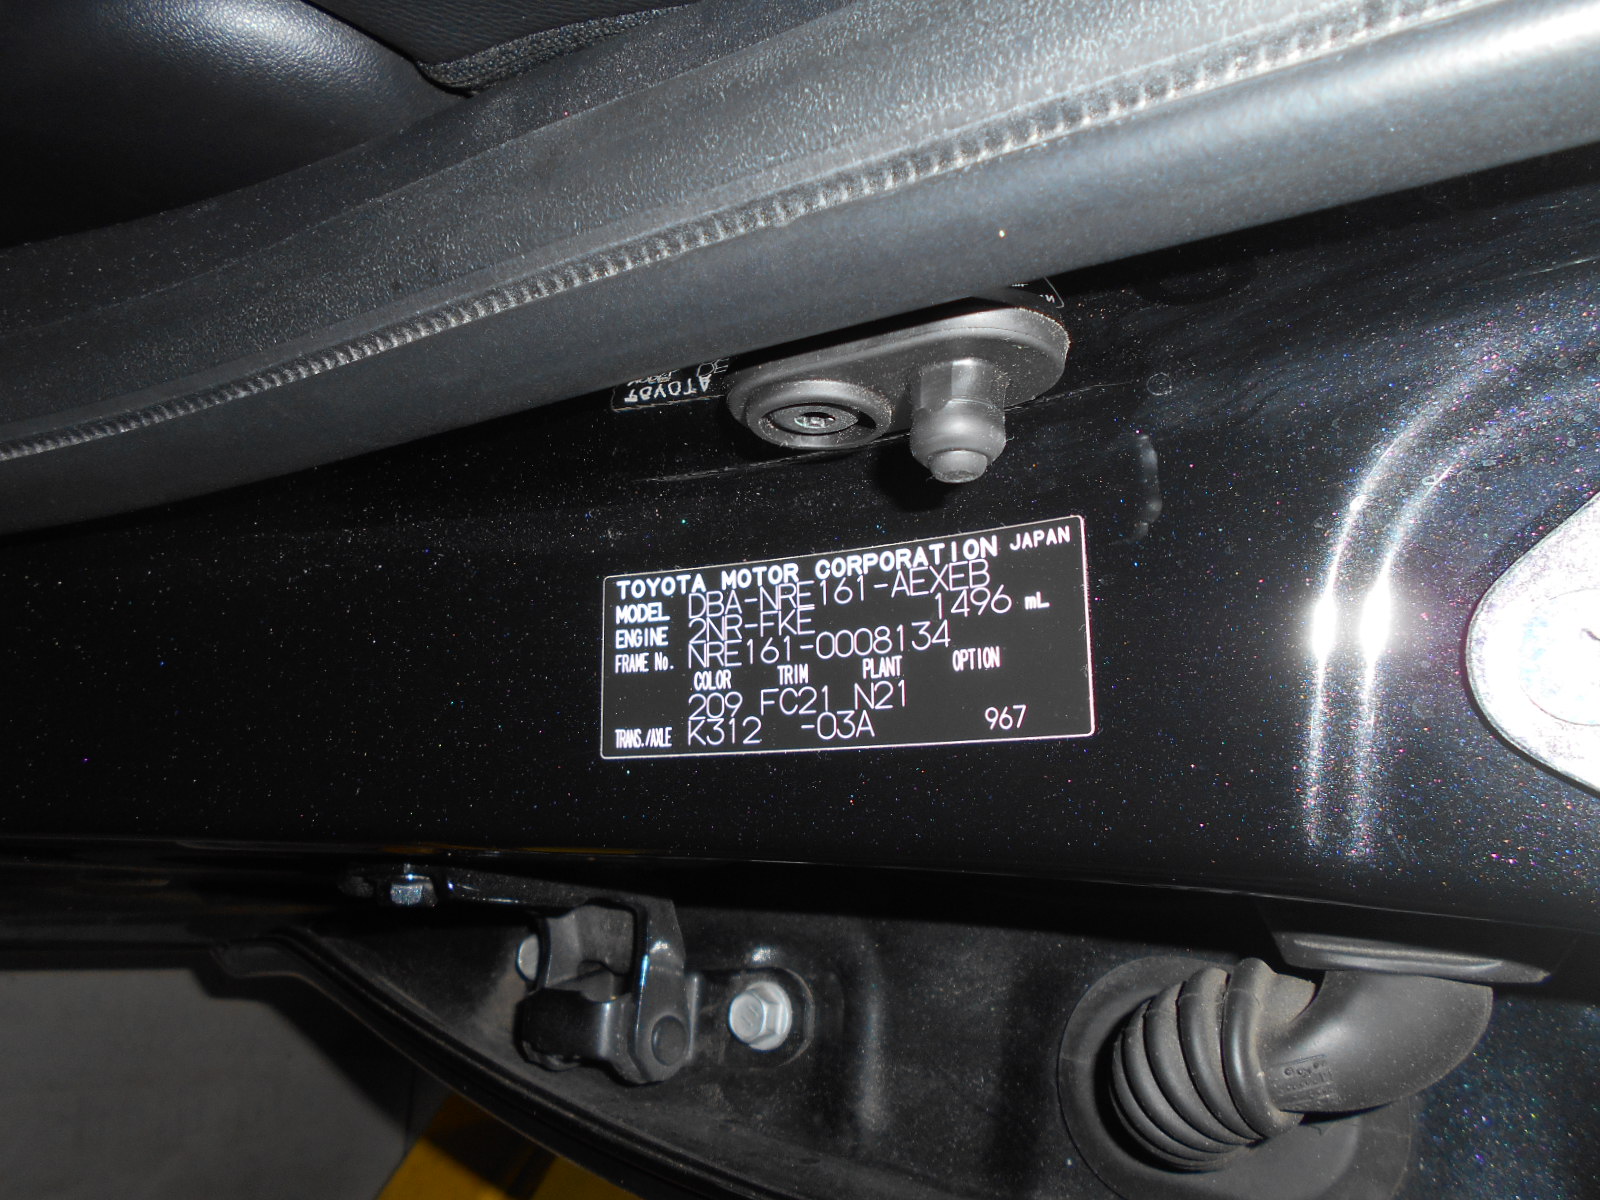 TOYOTA MOTOR CORPORATION JAPAN
MODEL DBA-NRE161-AEXEB
ENGINE 2NR-FKE 1496 mL
FRAME No. NRE161-0008134
COLOR TRIM PLANT OPTION
209 FC21 N21
TRANS./AXLE K312 -03A 967